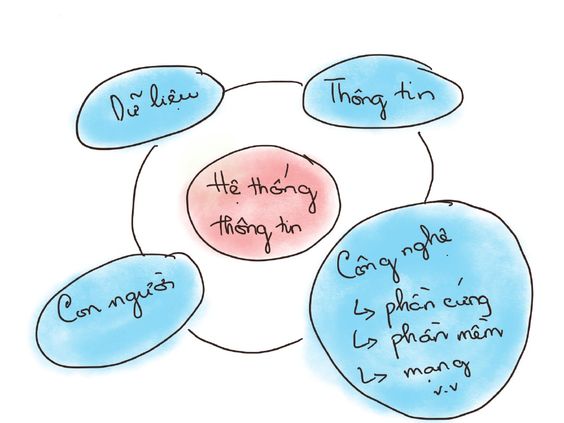 Dữ liệu
Thông tin
Hệ thống
thông tin
Con người
Công nghệ
↳ phần cứng
↳ phần mềm
↳ mạng
v.v